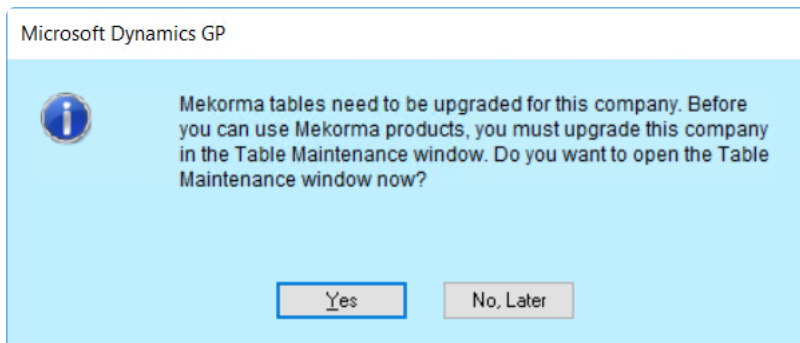 Microsoft Dynamics GP
Mekorma tables need to be upgraded for this company. Before
you can use Mekorma products, you must upgrade this company
in the Table Maintenance window. Do you want to open the Table
Maintenance window now?
Yes
No, Later